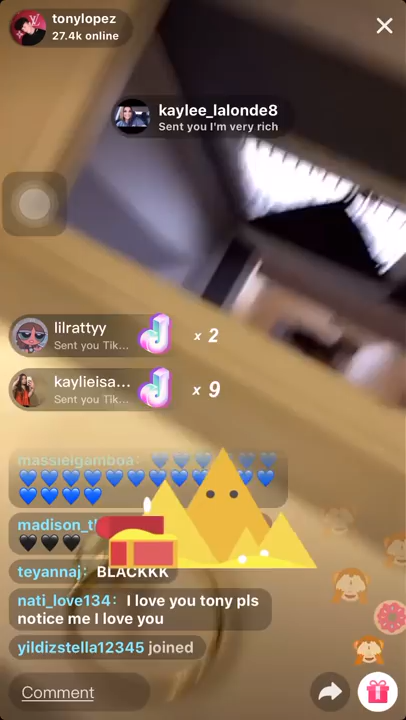 tonylopez
27.4k online
kaylee_lalonde8
Sent you I'm very rich
lilrattyy
Sent you Tik...
x 2
kaylieisa...
Sent you Tik...
x 9
massielgamboa: 💙💙💙💙💙💙
💙💙💙💙💙💙💙💙💙💙💙💙💙
💙💙💙💙
🖤🖤🖤
teyannaj: BLACKKK
nati_love134: I love you tony pls
notice me I love you
yildizstella12345 joined
Comment